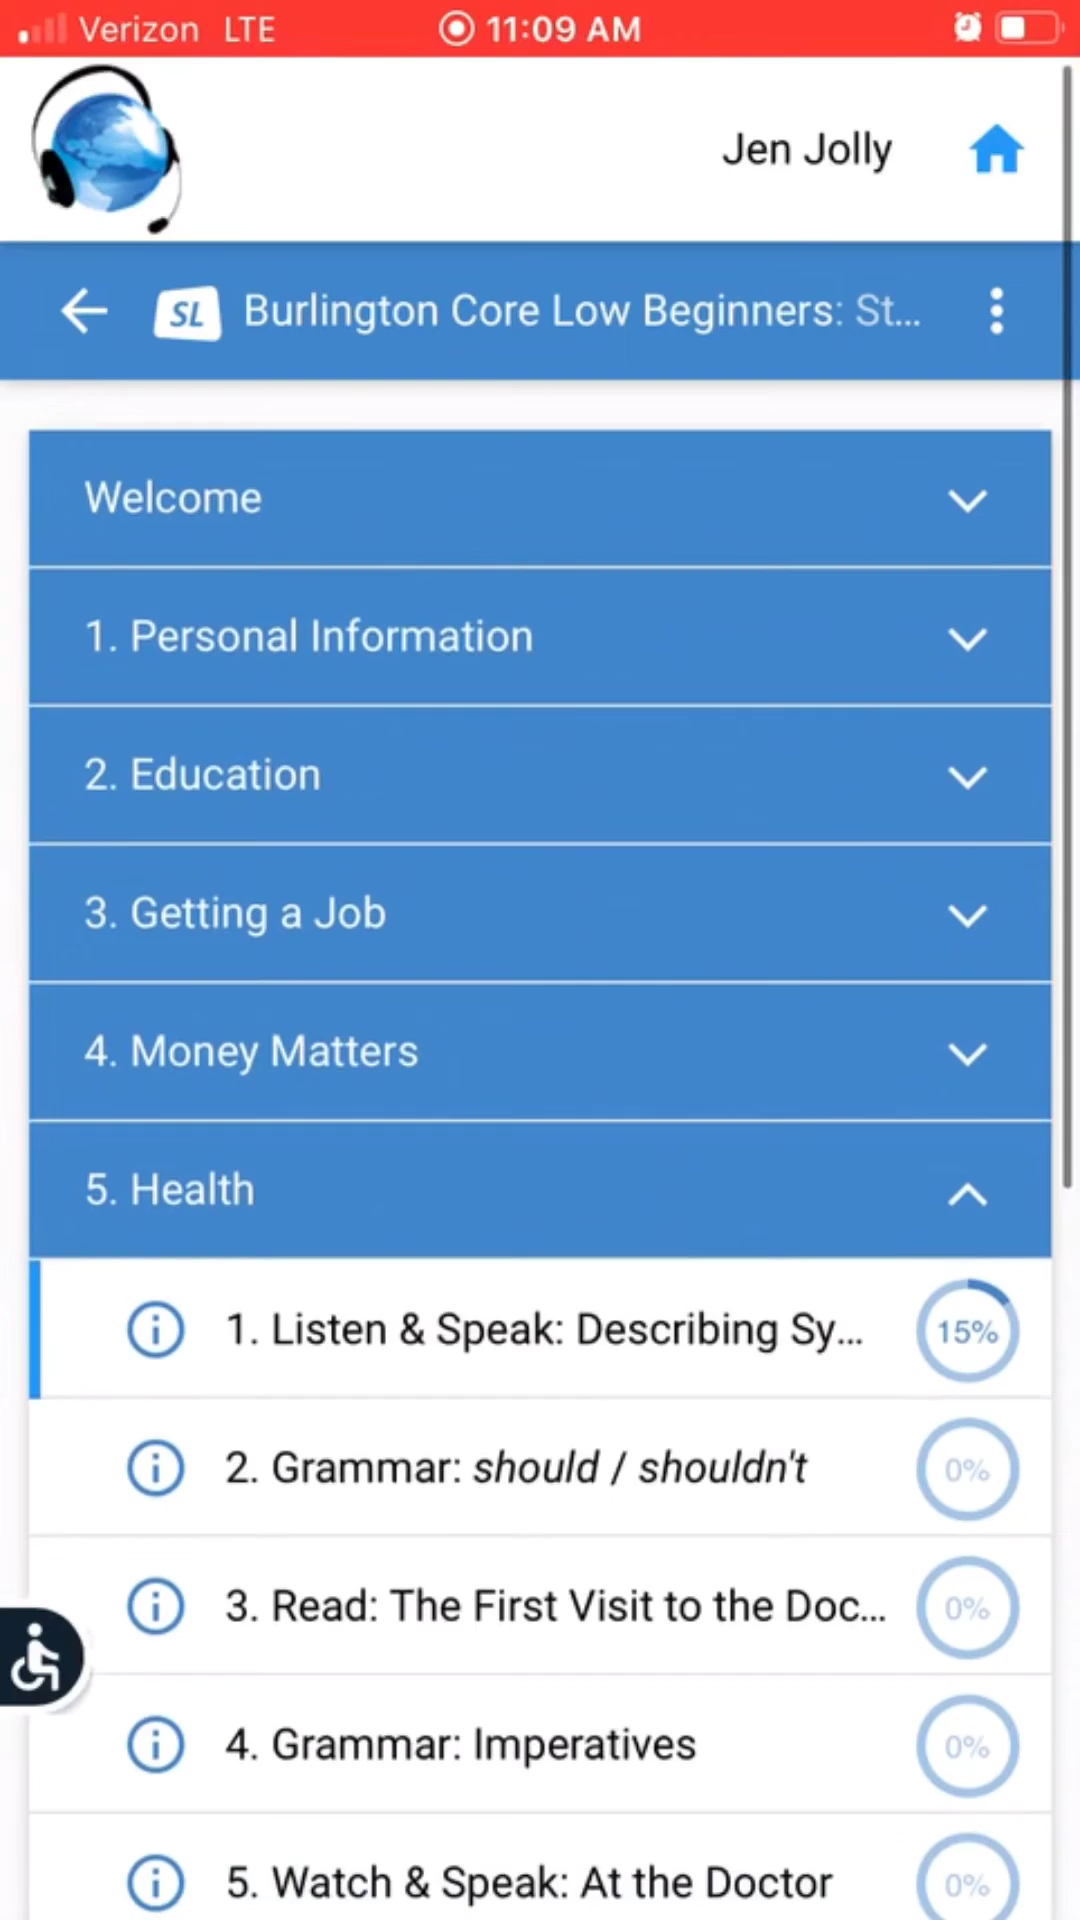 Verizon LTE 11:09 AM
Jen Jolly
SL Burlington Core Low Beginners: St...
Welcome
1. Personal Information
2. Education
3. Getting a Job
4. Money Matters
5. Health
1. Listen & Speak: Describing Sy... 15%
2. Grammar: should / shouldn't 0%
3. Read: The First Visit to the Doc... 0%
4. Grammar: Imperatives 0%
5. Watch & Speak: At the Doctor 0%